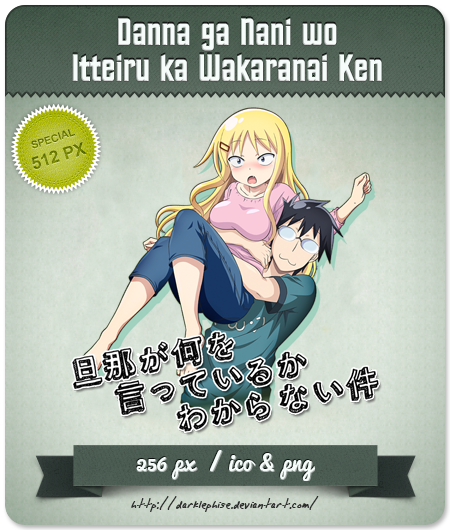 Danna ga Nani wo
Itteiru ka Wakaranai Ken
SPECIAL
512 PX
旦那が何を
言っているか
わからない件
256 px / ico & png
http://darklephise.deviantart.com/